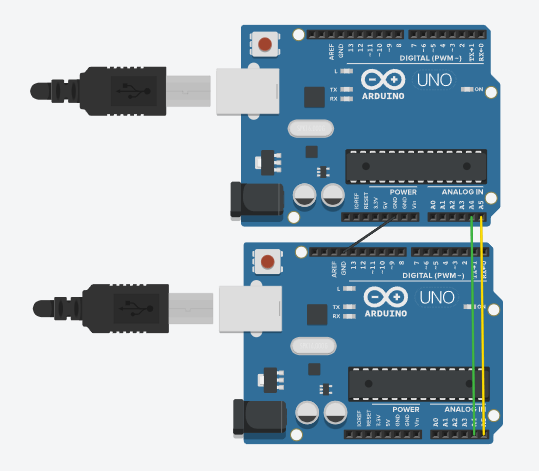 AREF
GND
13
12
~11
~10
~9
8
7
~6
~5
4
~3
2
TX→1
RX←0
DIGITAL (PWM~)
L
TX
RX
ARDUINO
UNO
ON
POWER
ANALOG IN
IOREF
RESET
3.3V
5V
GND
GND
Vin
A0
A1
A2
A3
A4
A5
AREF
GND
13
12
~11
~10
~9
8
7
~6
~5
4
~3
2
DIGITAL (PWM~)
L
TX
RX
ARDUINO
UNO
POWER
ANALOG IN
IOREF
RESET
3.3V
5V
GND
GND
Vin
A0
A1
A2
A3